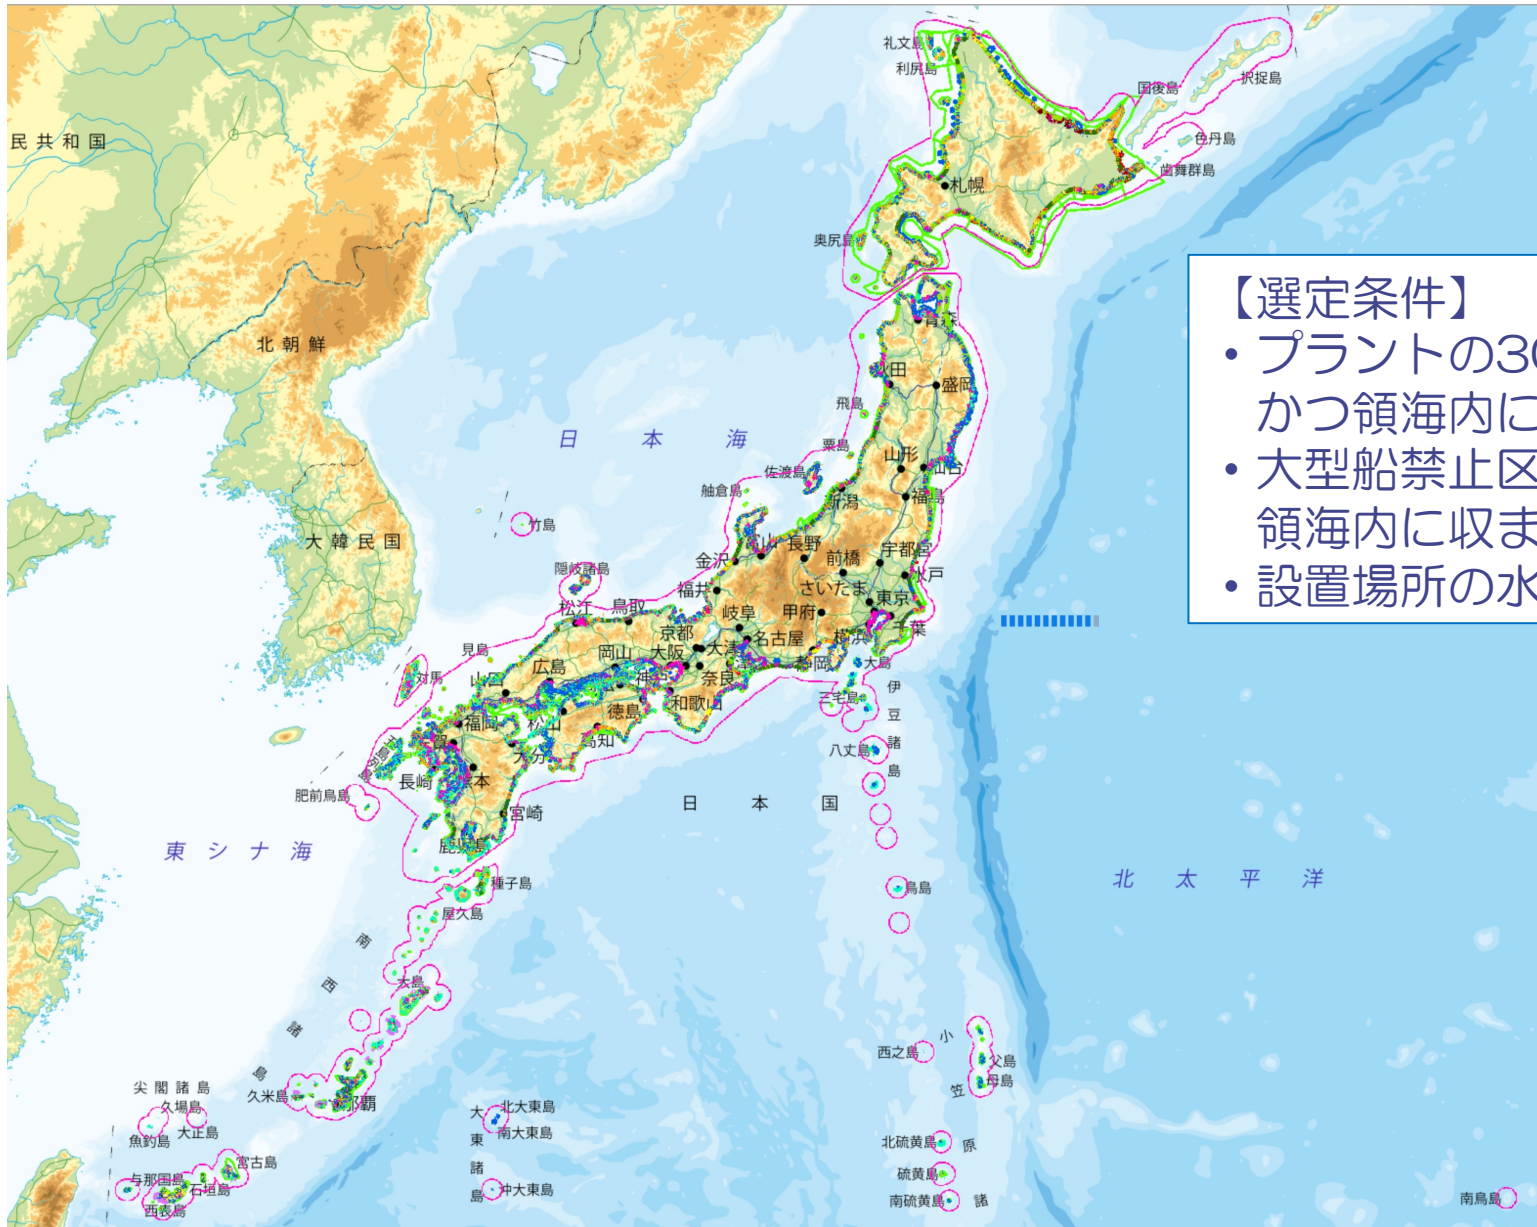 礼文島
利尻島
択捉島
国後島
色丹島
歯舞群島
民共和国
札幌
奥尻島
【選定条件】
• プラントの3
かつ領海内に
• 大型船禁止区
領海内に収ま
• 設置場所の水
青森
北朝鮮
秋田
盛岡
飛島
日本海
粟島
山形
仙台
佐渡島
舳倉島
新潟
福島
竹島
大韓民国
富山
長野
前橋
宇都宮
金沢
水戸
隠岐諸島
福井
さいたま
東京
松江
鳥取
岐阜
甲府
千葉
京都
名古屋
横浜
見島
岡山
大阪
大津
津
静岡
大島
対馬
広島
神戸
奈良
山口
三宅島
伊豆諸島
和歌山
徳島
福岡
松山
高知
佐賀
八丈島
五島列島
大分
長崎
熊本
肥前鳥島
日本国
宮崎
東シナ海
鹿児島
北太平洋
種子島
鳥島
屋久島
南西諸島
大島
西之島
小笠原諸
父島
母島
尖閣諸島
久場島
久米島
那覇
魚釣島
大正島
大東諸島
北大東島
南大東島
北硫黄島
宮古島
与那国島
石垣島
硫黄島
沖大東島
西表島
南硫黄島
南鳥島